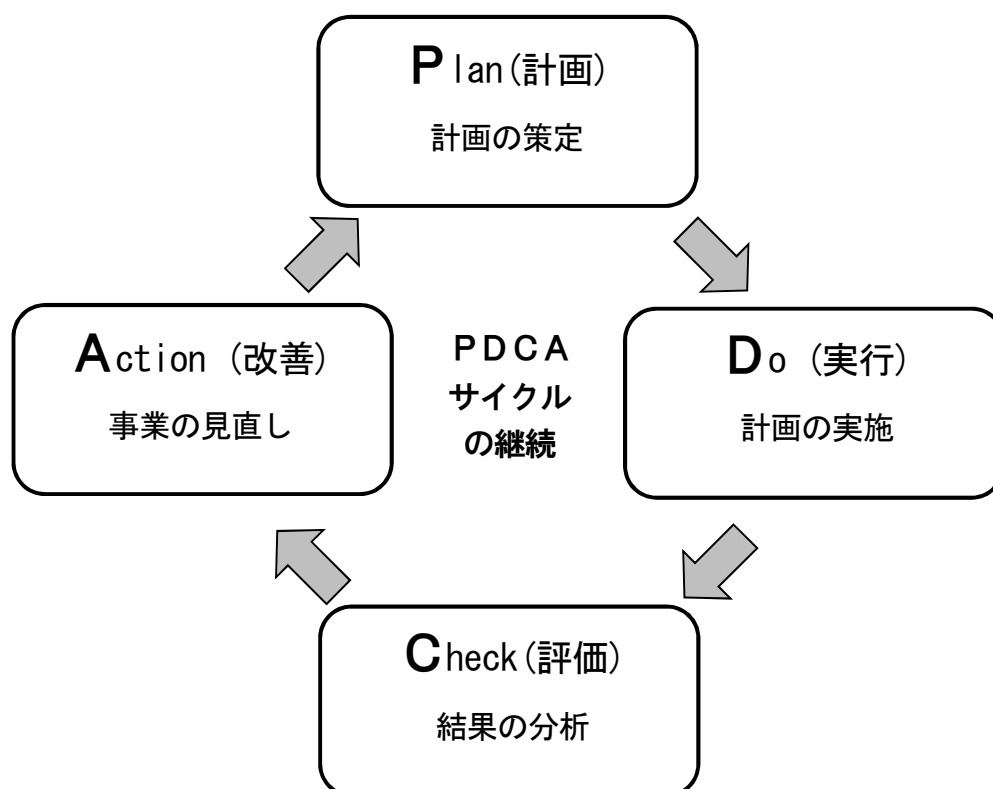 Plan(計画)
計画の策定
Action (改善)
事業の見直し
PDCA
サイクル
の継続
Do (実行)
計画の実施
Check(評価)
結果の分析